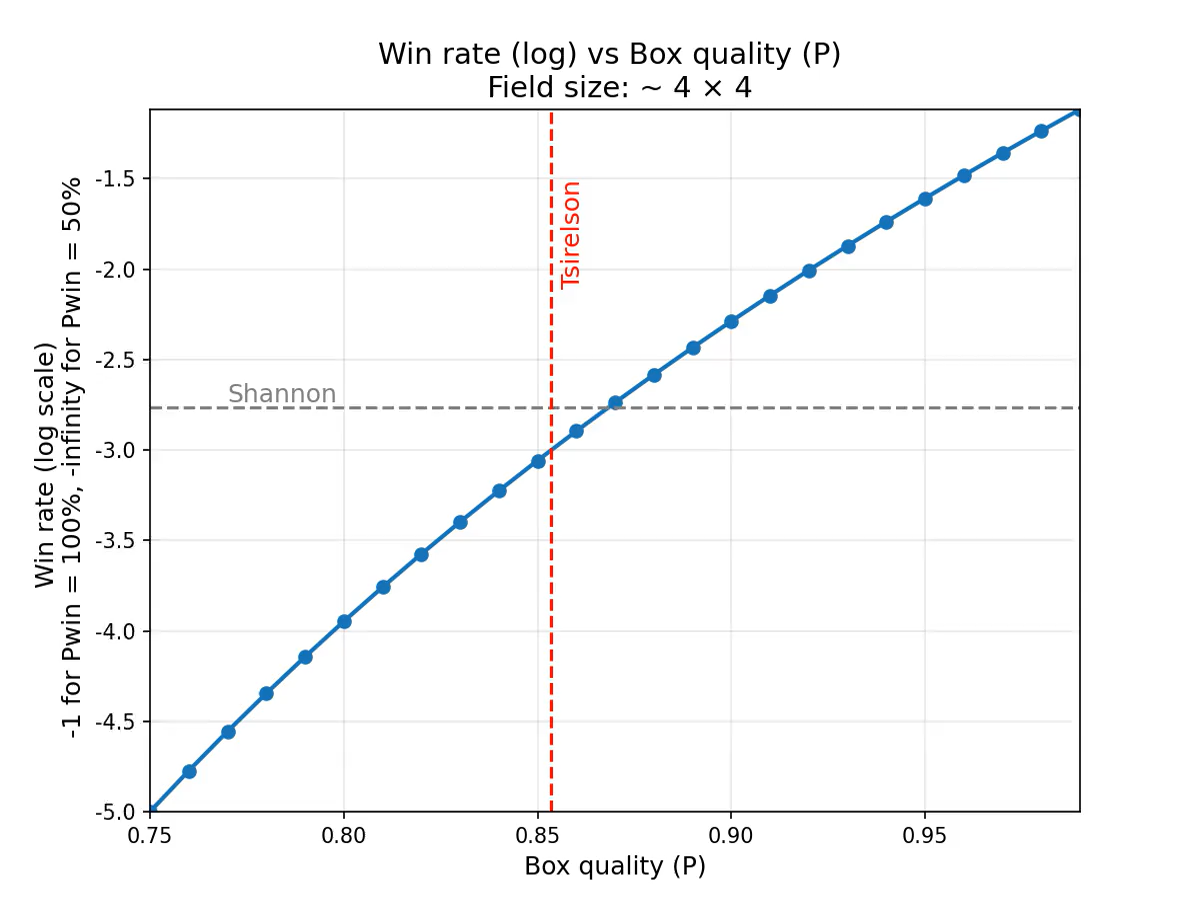 Win rate (log) vs Box quality (P)
Field size: ~ 4 × 4
Win rate (log scale)
-1 for Pwin = 100%, -infinity for Pwin = 50%
-1.5
-2.0
-2.5
-3.0
-3.5
-4.0
-4.5
-5.0
Tsirelson
Shannon
0.75 0.80 0.85 0.90 0.95
Box quality (P)